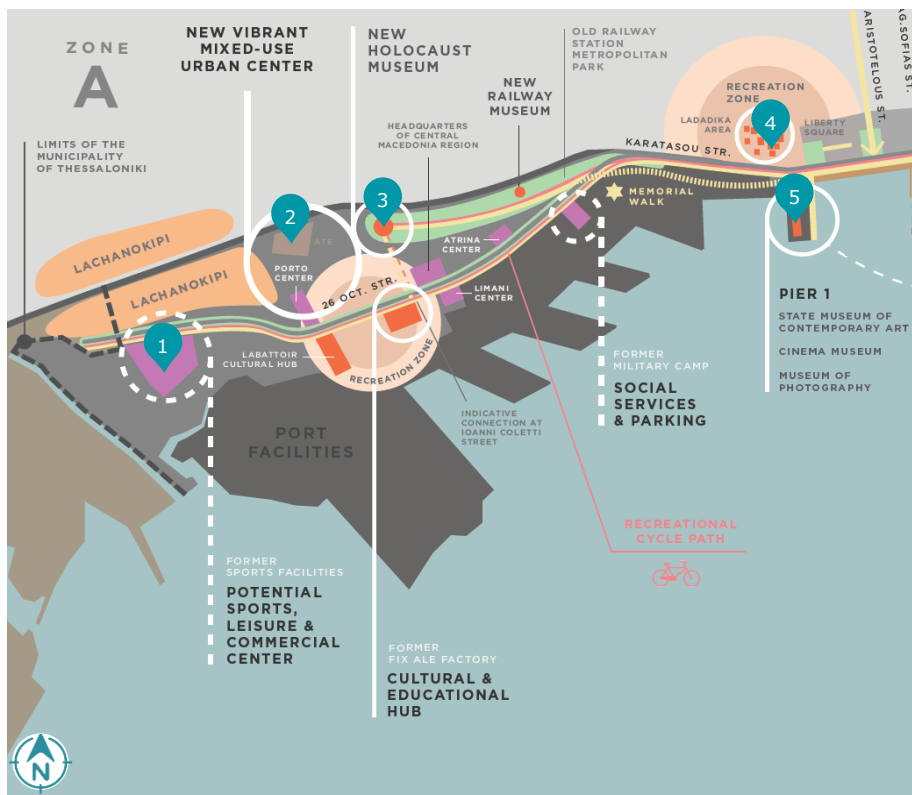 ZONE
A
NEW VIBRANT
MIXED-USE
URBAN CENTER
NEW
HOLOCAUST
MUSEUM
OLD RAILWAY
STATION
METROPOLITAN
PARK
NEW
RAILWAY
MUSEUM
HEADQUARTERS
OF CENTRAL
MACEDONIA REGION
RECREATION
ZONE
LADADIKA
AREA
4
LIBERTY
SQUARE
ARISTOTELOUS ST.
AG.SOFIAS ST.
KARATASOU STR.
LIMITS OF THE
MUNICIPALITY
OF THESSALONIKI
MEMORIAL
WALK
5
3
2
ATE
LACHANOKIPI
LACHANOKIPI
PORTO
CENTER
26 OCT. STR.
ATRINA
CENTER
LIMANI
CENTER
1
LABATTOIR
CULTURAL HUB
RECREATION ZONE
PIER 1
STATE MUSEUM OF
CONTEMPORARY ART
CINEMA MUSEUM
MUSEUM OF
PHOTOGRAPHY
FORMER
MILITARY CAMP
SOCIAL
SERVICES
& PARKING
INDICATIVE
CONNECTION AT
IOANNI COLETTI
STREET
PORT
FACILITIES
RECREATIONAL
CYCLE PATH
FORMER
SPORTS FACILITIES
POTENTIAL
SPORTS,
LEISURE &
COMMERCIAL
CENTER
FORMER
FIX ALE FACTORY
CULTURAL &
EDUCATIONAL
HUB
N